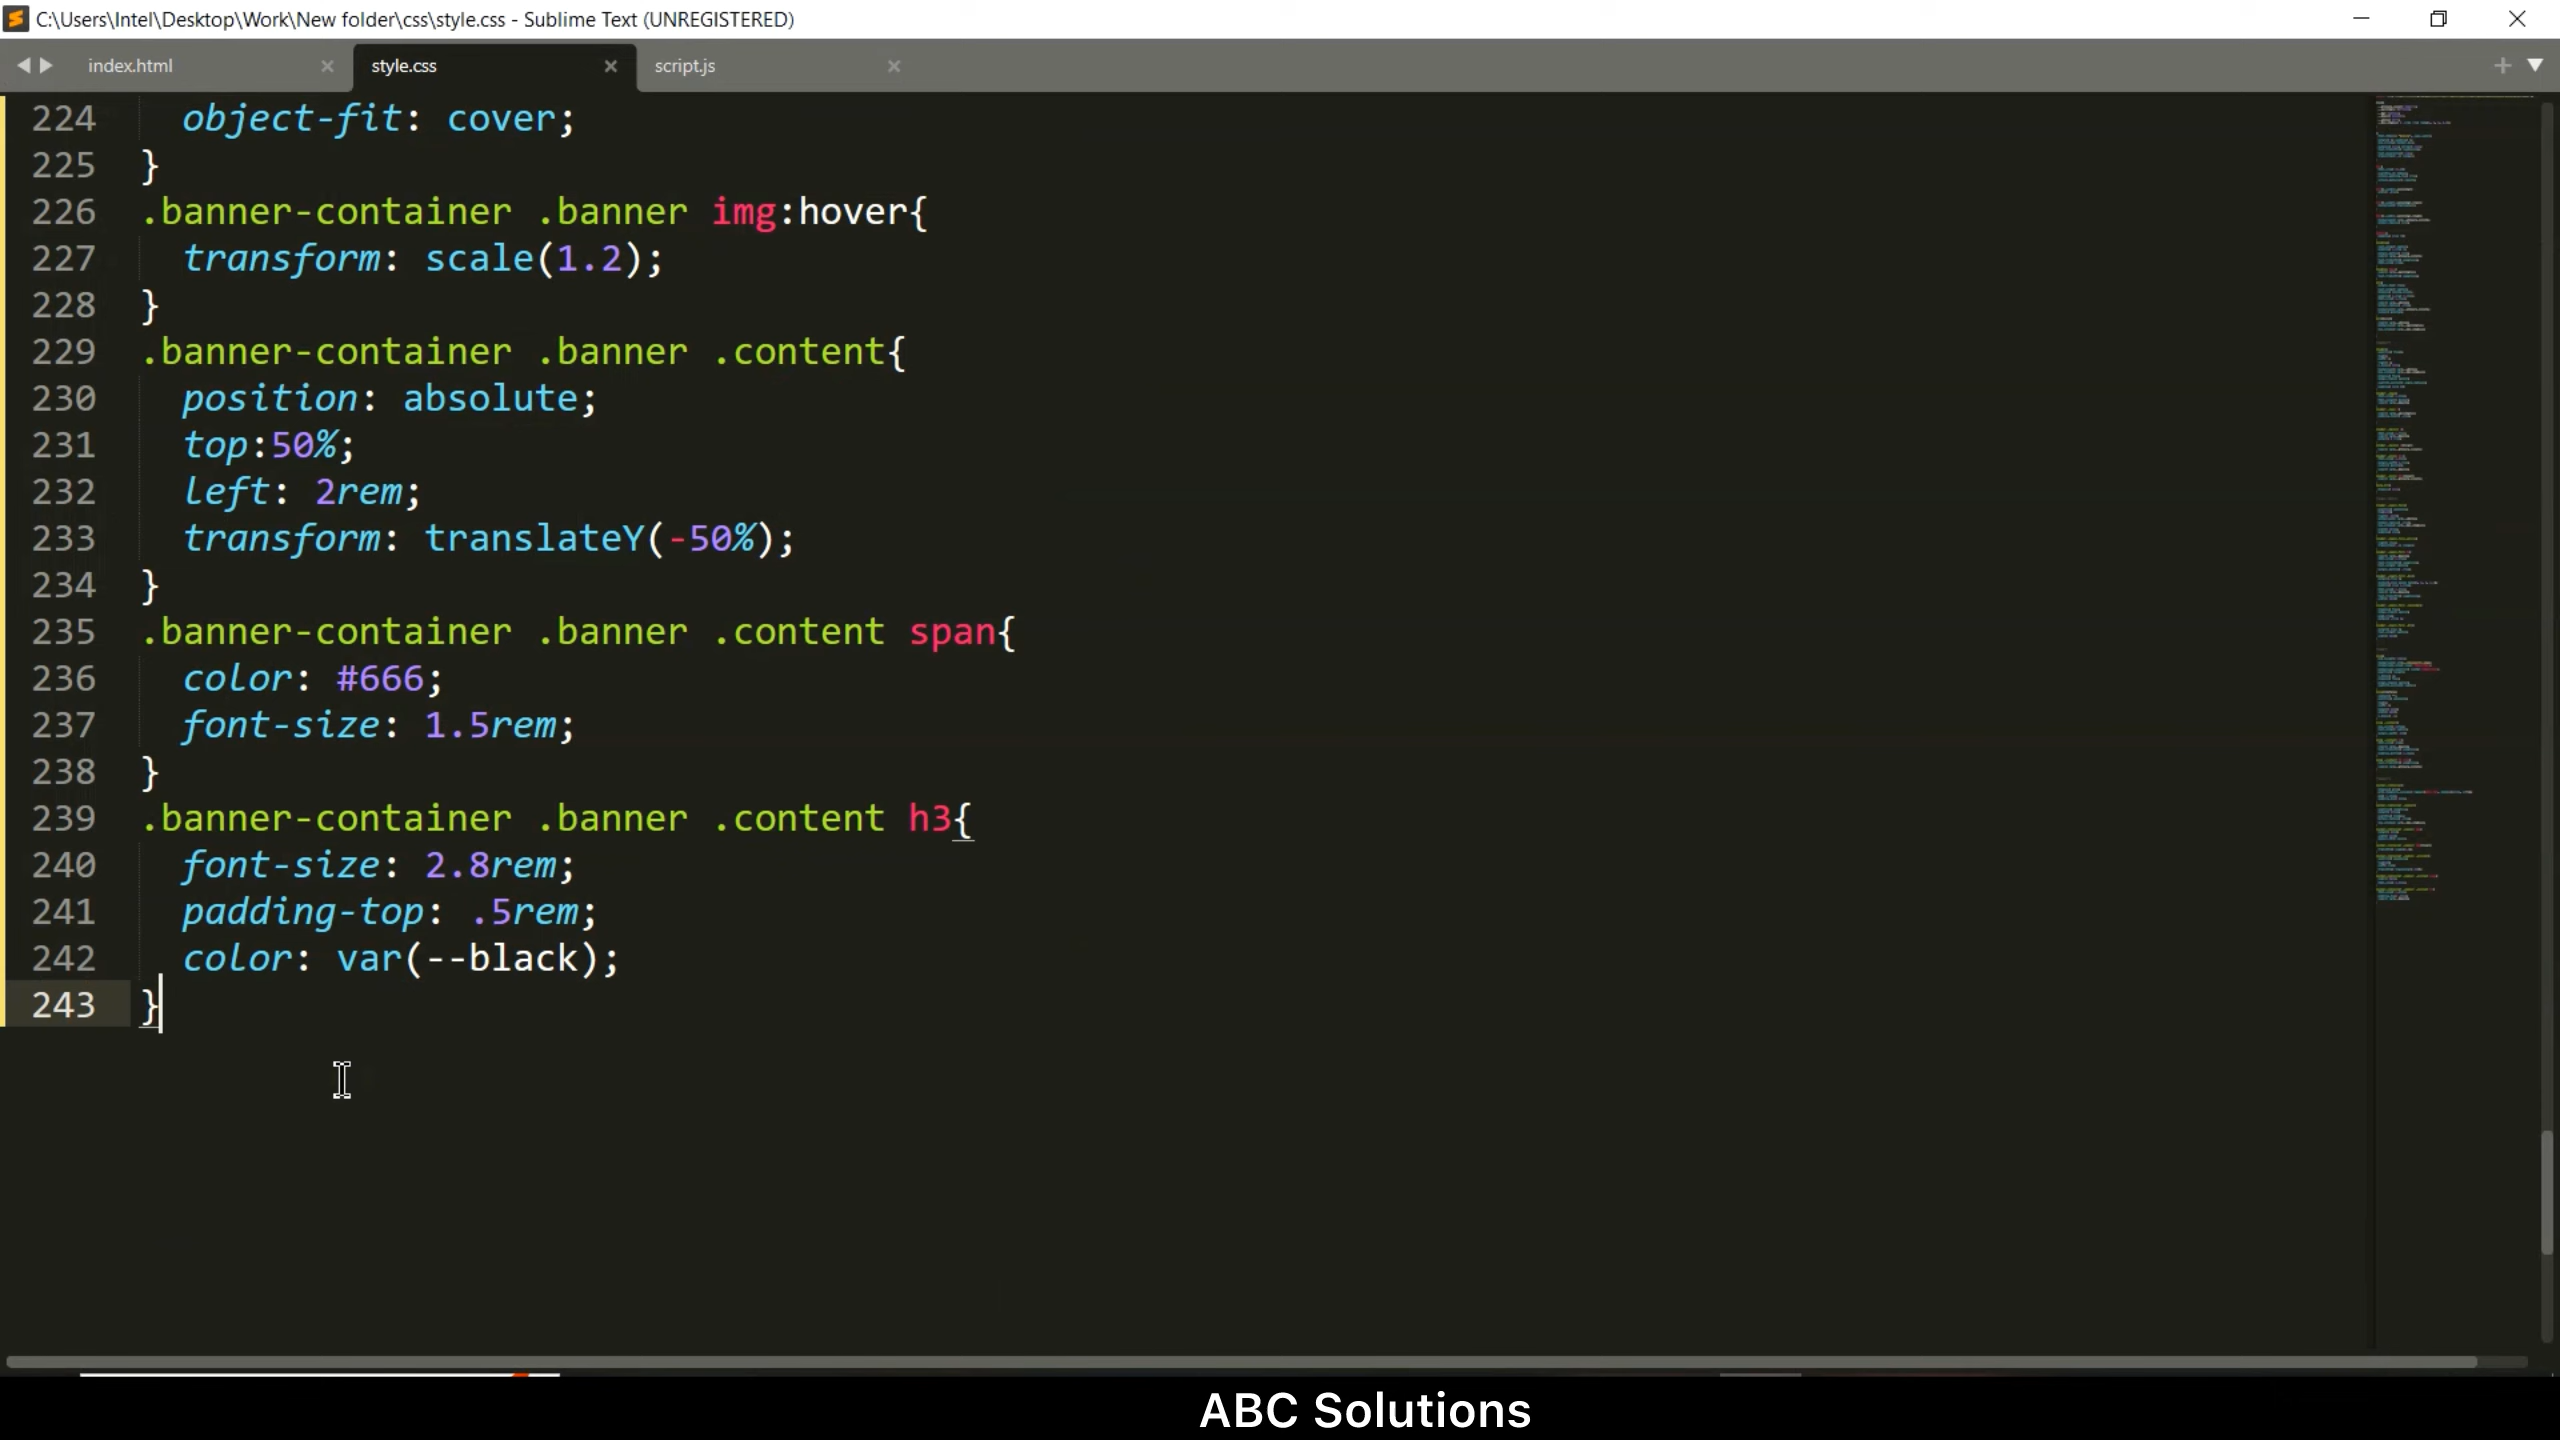 C:\Users\Intel\Desktop\Work\New folder\css\style.css - Sublime Text (UNREGISTERED)
index.html
style.css
script.js
224 object-fit: cover;
225 }
226 .banner-container .banner img:hover{
227 transform: scale(1.2);
228 }
229 .banner-container .banner .content{
230 position: absolute;
231 top:50%;
232 left: 2rem;
233 transform: translateY(-50%);
234 }
235 .banner-container .banner .content span{
236 color: #666;
237 font-size: 1.5rem;
238 }
239 .banner-container .banner .content h3{
240 font-size: 2.8rem;
241 padding-top: .5rem;
242 color: var(--black);
243 }
ABC Solutions